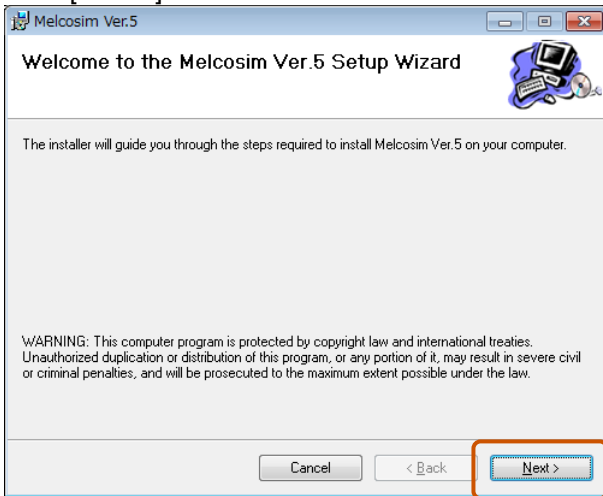 Melcosim Ver.5
Welcome to the Melcosim Ver.5 Setup Wizard
The installer will guide you through the steps required to install Melcosim Ver.5 on your computer.
WARNING: This computer program is protected by copyright law and international treaties.
Unauthorized duplication or distribution of this program, or any portion of it, may result in severe civil
or criminal penalties, and will be prosecuted to the maximum extent possible under the law.
Cancel < Back Next >